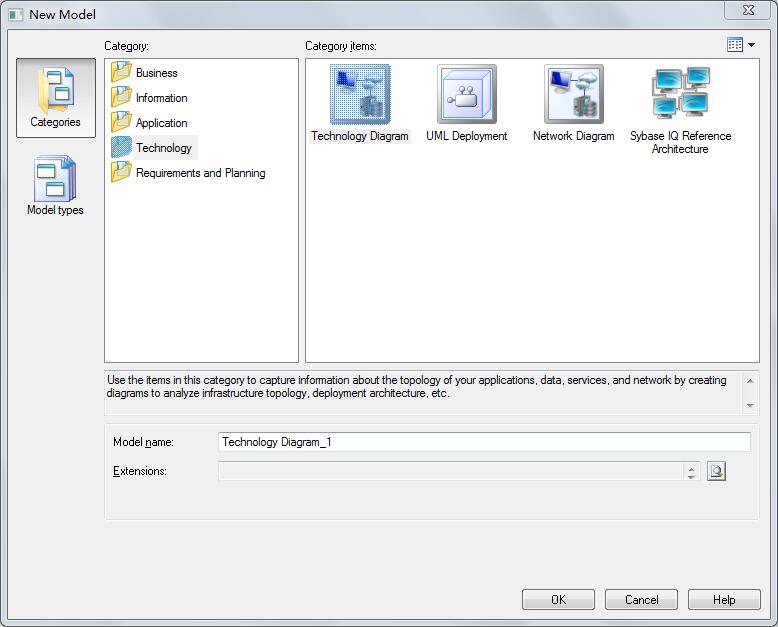 New Model
Category:
Category items:
Categories
Model types
Business
Information
Application
Technology
Requirements and Planning
Technology Diagram
UML Deployment
Network Diagram
Sybase IQ Reference
Architecture
Use the items in this category to capture information about the topology of your applications, data, services, and network by creating
diagrams to analyze infrastructure topology, deployment architecture, etc.
Model name:
Technology Diagram_1
Extensions:
OK
Cancel
Help